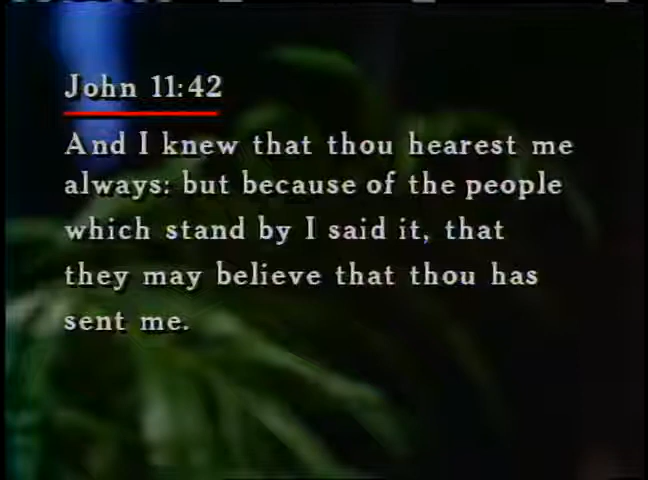 John 11:42
And I knew that thou hearest me
always: but because of the people
which stand by I said it, that
they may believe that thou has
sent me.